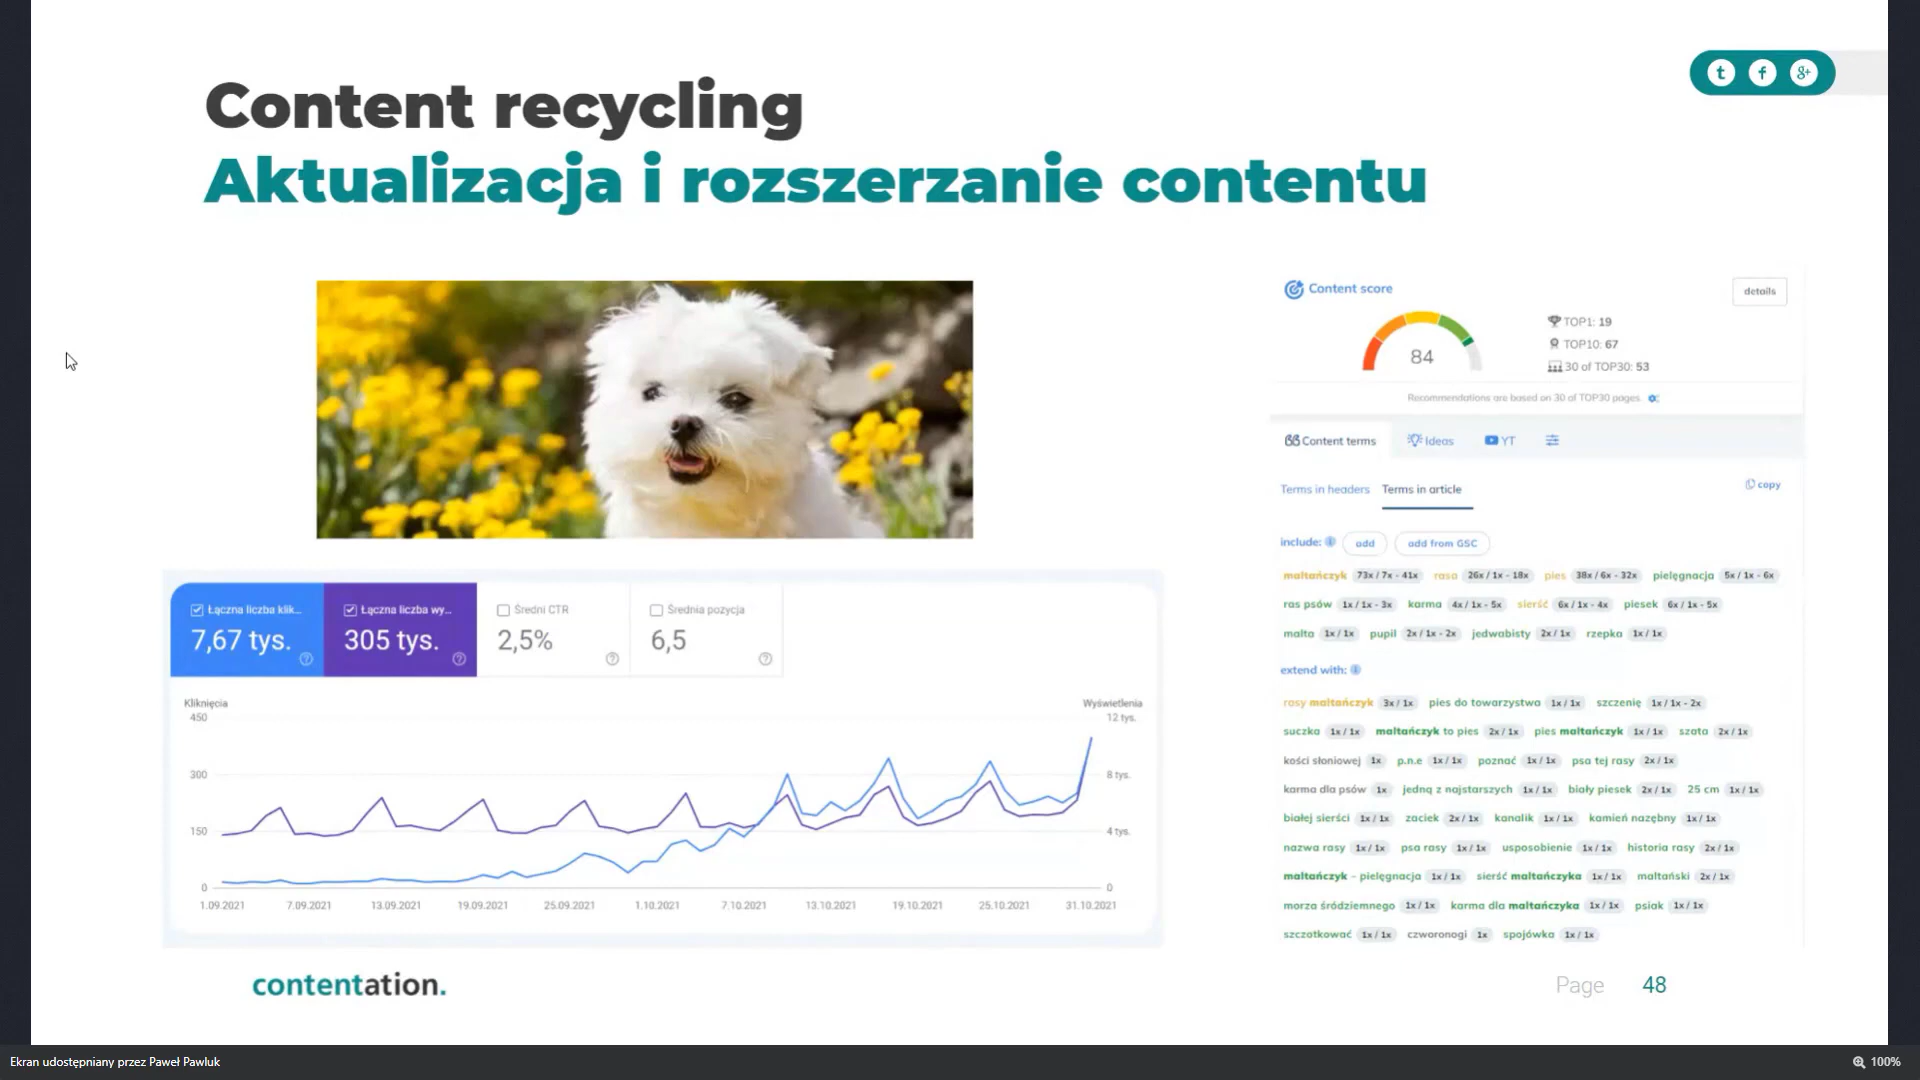 Content recycling
Aktualizacja i rozszerzanie contentu
Content score
details
84
TOP1: 19
TOP10: 67
30 of TOP30: 53
Recommendations are based on 30 of TOP30 pages.
Content terms Ideas YT
Terms in headers Terms in article copy
include: add add from GSC
maltańczyk 73x / 7x - 41x rasa 26x / 1x - 18x pies 38x / 6x - 32x pielęgnacja 5x / 1x - 6x
ras psów 1x / 1x - 3x karma 4x / 1x - 5x sierść 6x / 1x - 4x piesek 6x / 1x - 5x
malta 1x / 1x pupil 2x / 1x - 2x jedwabisty 2x / 1x rzepka 1x / 1x
extend with:
rasy maltańczyk 3x / 1x pies do towarzystwa 1x / 1x szczenię 1x / 1x - 2x
suczka 1x / 1x maltańczyk to pies 2x / 1x pies maltańczyk 1x / 1x szata 2x / 1x
kości słoniowej 1x p.n.e 1x / 1x poznać 1x / 1x psa tej rasy 2x / 1x
karma dla psów 1x jedną z najstarszych 1x / 1x biały piesek 2x / 1x 25 cm 1x / 1x
białej sierści 1x / 1x zaciek 2x / 1x kanalik 1x / 1x kamień nazębny 1x / 1x
nazwa rasy 1x / 1x psa rasy 1x / 1x usposobienie 1x / 1x historia rasy 2x / 1x
maltańczyk - pielęgnacja 1x / 1x sierść maltańczyka 1x / 1x maltański 2x / 1x
morza śródziemnego 1x / 1x karma dla maltańczyka 1x / 1x psiak 1x / 1x
szczotkować 1x / 1x czworonogi 1x spojówka 1x / 1x
Łączna liczba klik... Łączna liczba wy... Średni CTR Średnia pozycja
7,67 tys. 305 tys. 2,5% 6,5
Kliknięcia Wyświetlenia
450 12 tys.
300 8 tys.
150 4 tys.
0 0
1.09.2021 7.09.2021 13.09.2021 19.09.2021 25.09.2021 1.10.2021 7.10.2021 13.10.2021 19.10.2021 25.10.2021 31.10.2021
contentation.
Page 48
Ekran udostępniany przez Paweł Pawluk
100%